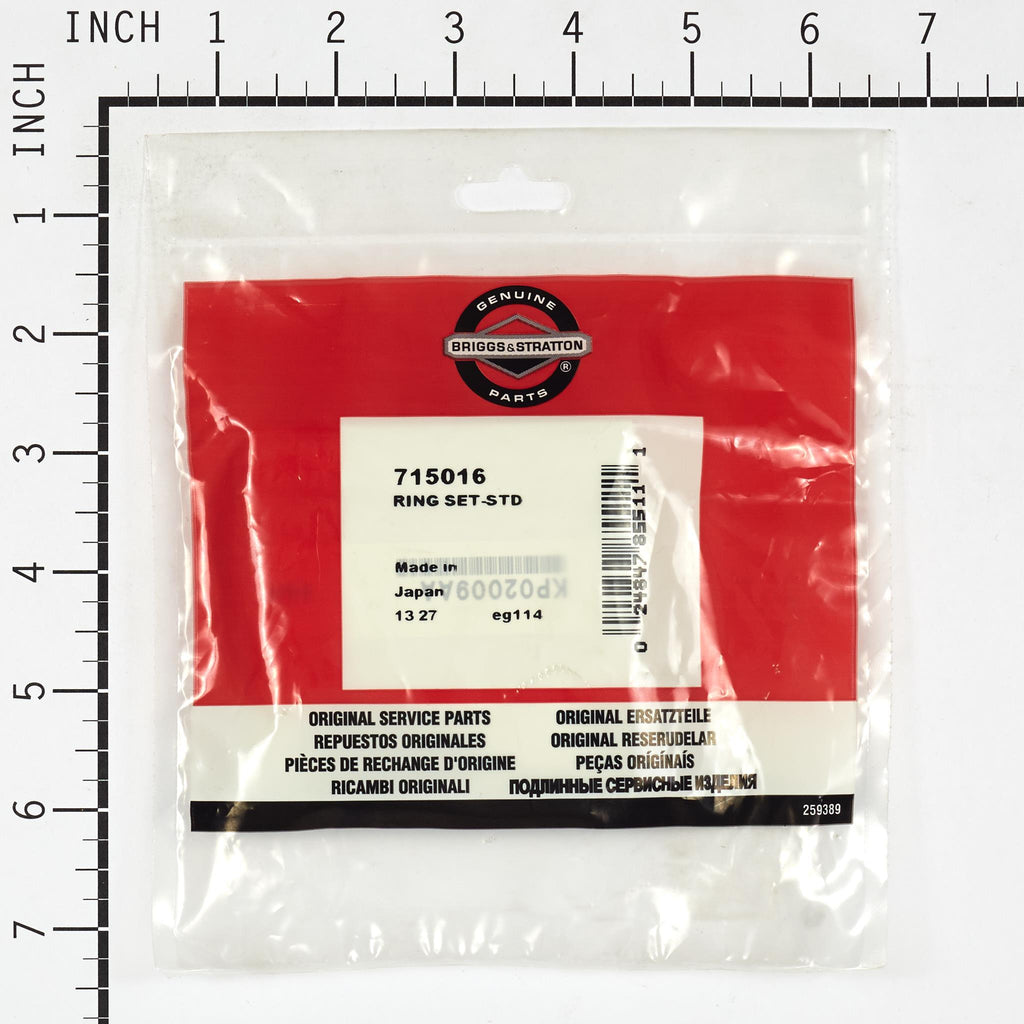 INCH 1 2 3 4 5 6 7
INCH
1
2
3
4
5
6
7
GENUINE
BRIGGS&STRATTON
®
PARTS
715016
RING SET-STD
Made in
Japan
13 27 eg114
KP02009AA
0 24847 85511 1
ORIGINAL SERVICE PARTS
REPUESTOS ORIGINALES
PIÈCES DE RECHANGE D'ORIGINE
RICAMBI ORIGINALI
ORIGINAL ERSATZTEILE
ORIGINAL RESERUDELAR
PEÇAS ORÍGÍNAÍS
ПОДЛИННЫЕ СЕРВИСНЫЕ ИЗДЕЛИЯ
259389